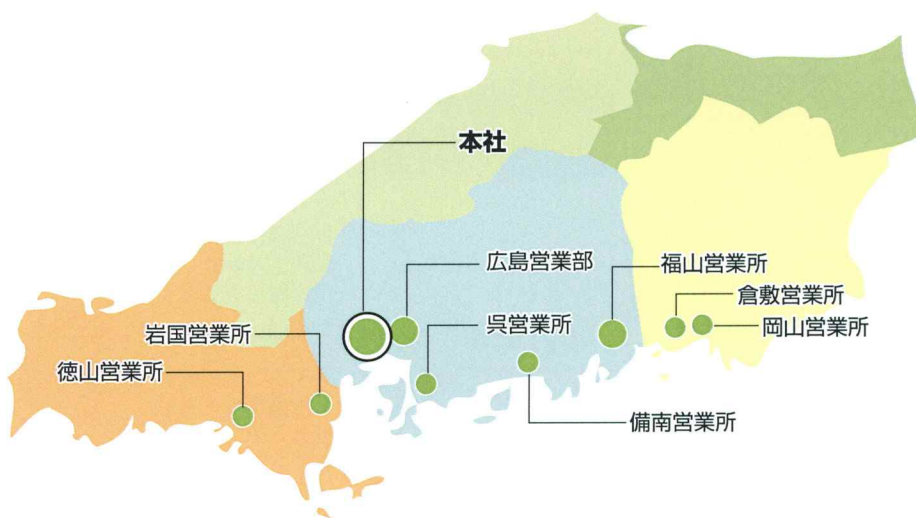 本社
広島営業部
福山営業所
倉敷営業所
岩国営業所
呉営業所
岡山営業所
徳山営業所
備南営業所